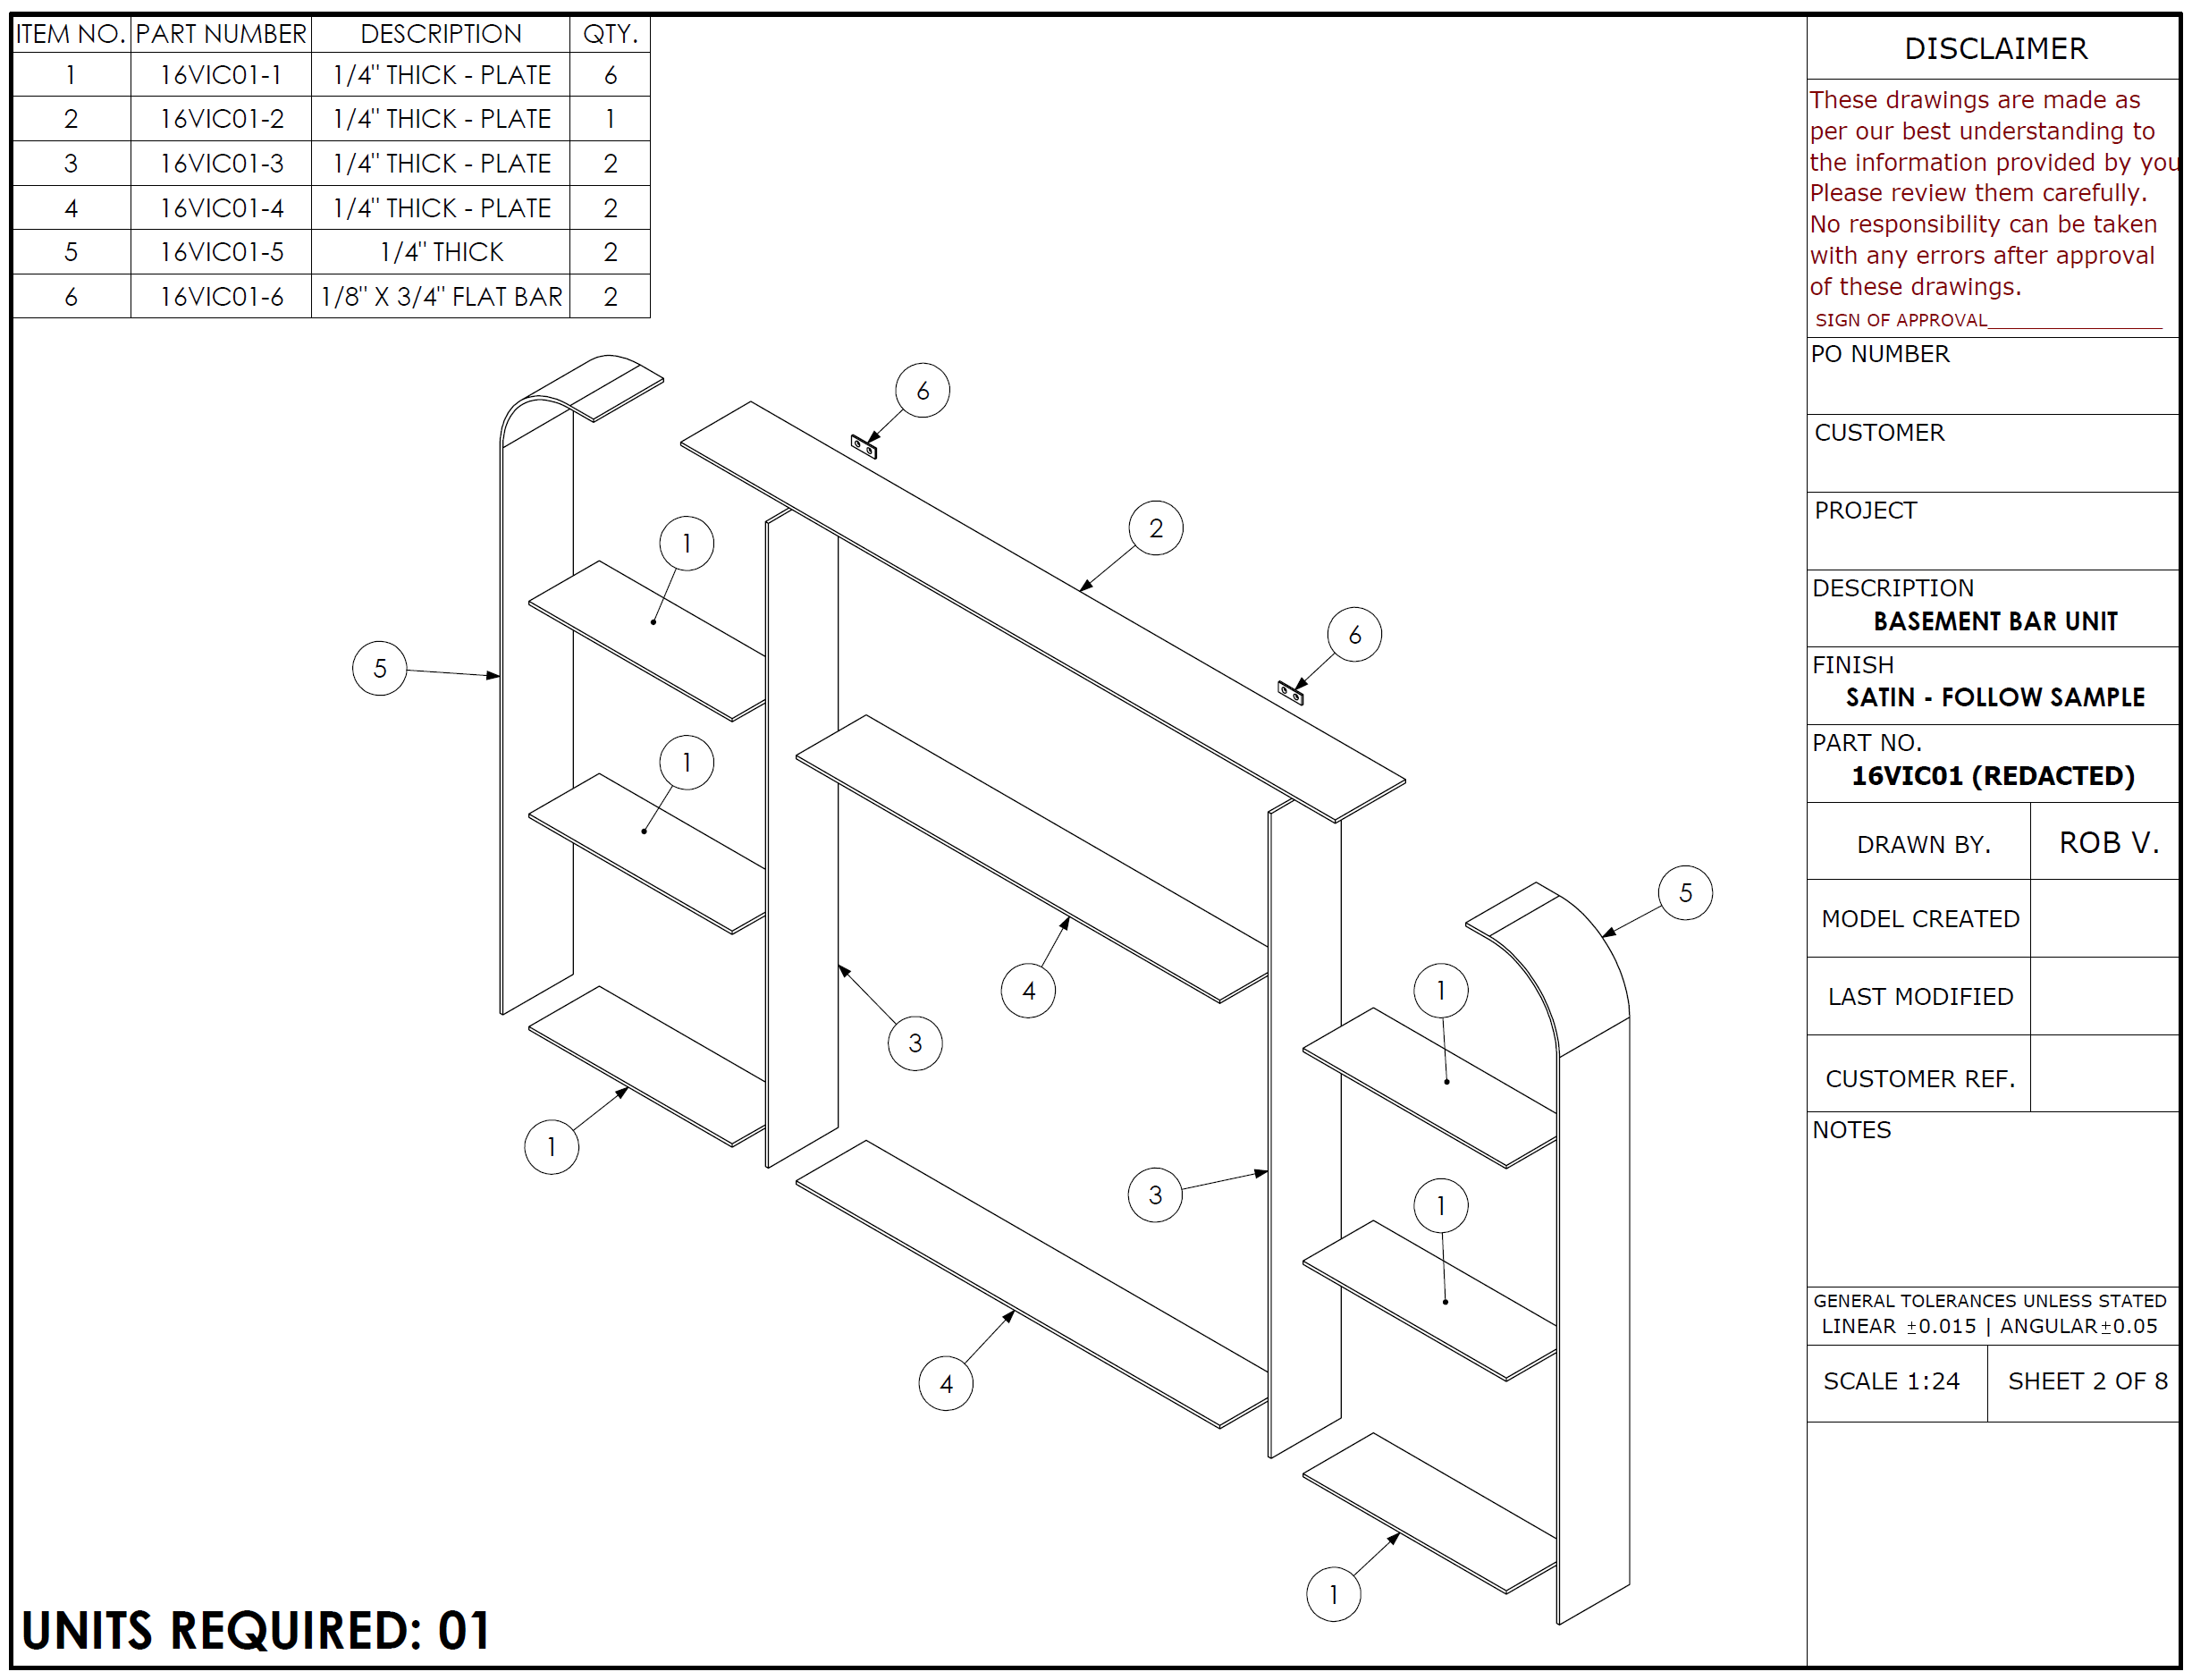 ITEM NO. PART NUMBER DESCRIPTION QTY.
1 16VIC01-1 1/4" THICK - PLATE 6
2 16VIC01-2 1/4" THICK - PLATE 1
3 16VIC01-3 1/4" THICK - PLATE 2
4 16VIC01-4 1/4" THICK - PLATE 2
5 16VIC01-5 1/4" THICK 2
6 16VIC01-6 1/8" X 3/4" FLAT BAR 2
6
2
1
6
5
1
5
4
1
3
1
3
1
4
1
UNITS REQUIRED: 01
DISCLAIMER
These drawings are made as
per our best understanding to
the information provided by you
Please review them carefully.
No responsibility can be taken
with any errors after approval
of these drawings.
SIGN OF APPROVAL__________________
PO NUMBER
CUSTOMER
PROJECT
DESCRIPTION
BASEMENT BAR UNIT
FINISH
SATIN - FOLLOW SAMPLE
PART NO.
16VIC01 (REDACTED)
DRAWN BY. ROB V.
MODEL CREATED
LAST MODIFIED
CUSTOMER REF.
NOTES
GENERAL TOLERANCES UNLESS STATED
LINEAR ±0.015 | ANGULAR±0.05
SCALE 1:24 SHEET 2 OF 8